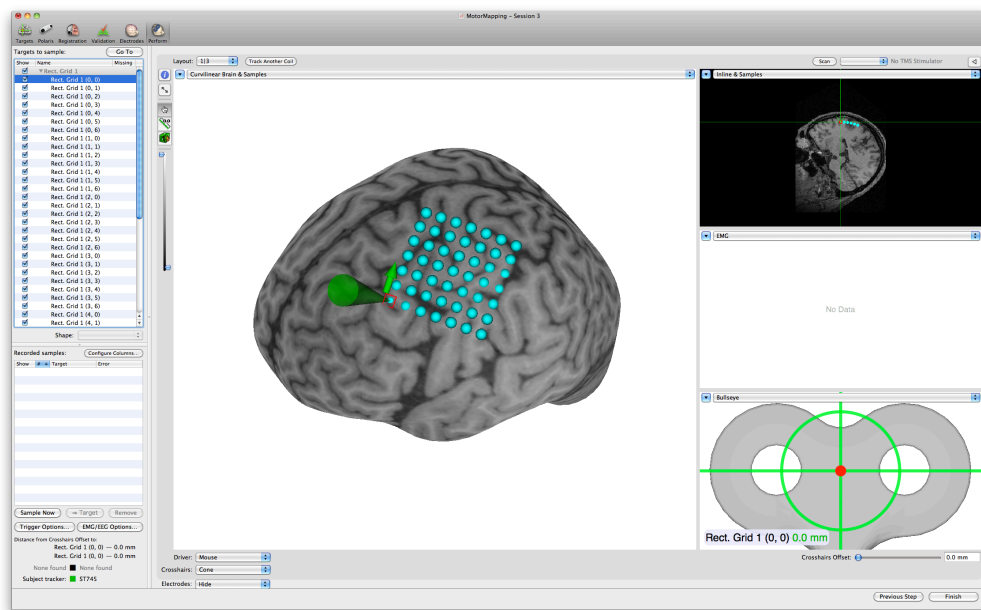 MotorMapping – Session 3
Targets Polaris Registration Validation Electrodes Perform
Targets to sample: Go To
Show Name Missing
Rect. Grid 1
Rect. Grid 1 (0, 0)
Rect. Grid 1 (0, 1)
Rect. Grid 1 (0, 2)
Rect. Grid 1 (0, 3)
Rect. Grid 1 (0, 4)
Rect. Grid 1 (0, 5)
Rect. Grid 1 (0, 6)
Rect. Grid 1 (1, 0)
Rect. Grid 1 (1, 1)
Rect. Grid 1 (1, 2)
Rect. Grid 1 (1, 3)
Rect. Grid 1 (1, 4)
Rect. Grid 1 (1, 5)
Rect. Grid 1 (1, 6)
Rect. Grid 1 (2, 0)
Rect. Grid 1 (2, 1)
Rect. Grid 1 (2, 2)
Rect. Grid 1 (2, 3)
Rect. Grid 1 (2, 4)
Rect. Grid 1 (2, 5)
Rect. Grid 1 (2, 6)
Rect. Grid 1 (3, 0)
Rect. Grid 1 (3, 1)
Rect. Grid 1 (3, 2)
Rect. Grid 1 (3, 3)
Rect. Grid 1 (3, 4)
Rect. Grid 1 (3, 5)
Rect. Grid 1 (3, 6)
Rect. Grid 1 (4, 0)
Rect. Grid 1 (4, 1)
Shape:
Recorded samples: Configure Columns...
Show # Target Error
Sample Now → Target Remove
Trigger Options... EMG/EEG Options...
Distance from Crosshairs Offset to:
Rect. Grid 1 (0, 0) — 0.0 mm
Rect. Grid 1 (0, 0) — 0.0 mm
None found None found
Subject tracker: ST745
Layout: 1|3 Track Another Coil
Scan No TMS Stimulator
Curvilinear Brain & Samples
Inline & Samples
EMG
No Data
Bullseye
Rect. Grid 1 (0, 0) 0.0 mm
Driver: Mouse
Crosshairs Offset: 0.0 mm
Crosshairs: Cone
Electrodes: Hide
Previous Step Finish